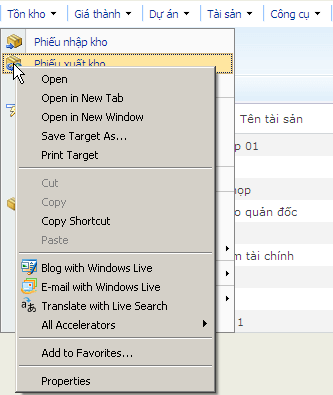 Tồn kho Giá thành Dự án Tài sản Công cụ
Phiếu nhập kho
Phiếu xuất kho
Open
Open in New Tab
Open in New Window
Save Target As...
Print Target
Cut
Copy
Copy Shortcut
Paste
Blog with Windows Live
E-mail with Windows Live
Translate with Live Search
All Accelerators
Add to Favorites...
Properties
Tên tài sản
01
quản đốc
tài chính
1